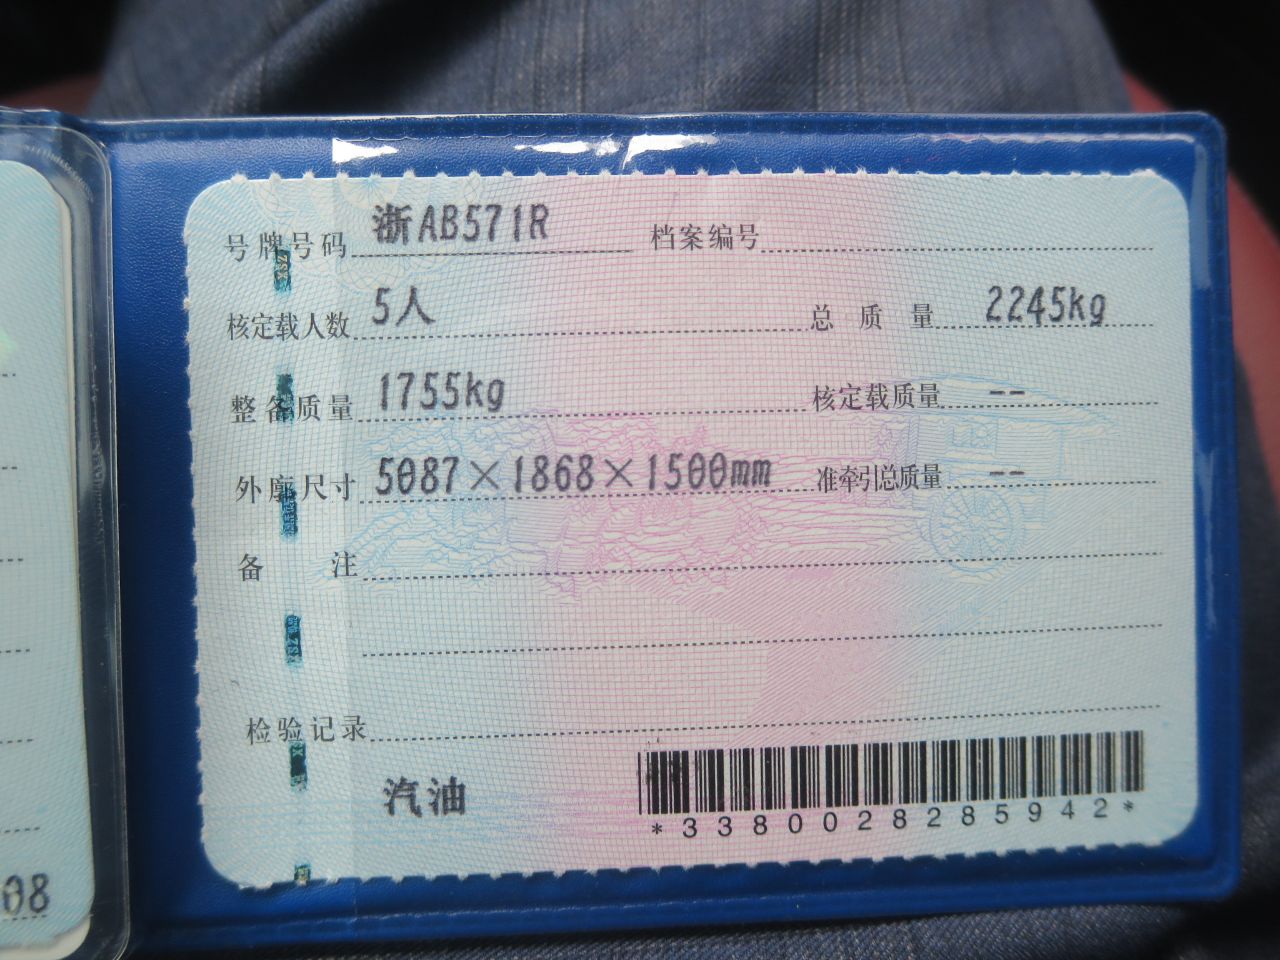 号牌号码 浙AB571R 档案编号
核定载人数 5人 总质量 2245kg
整备质量 1755kg 核定载质量 --
外廓尺寸 5087×1868×1500mm 准牵引总质量 --
备注
检验记录
汽油
*3380028285942*
08